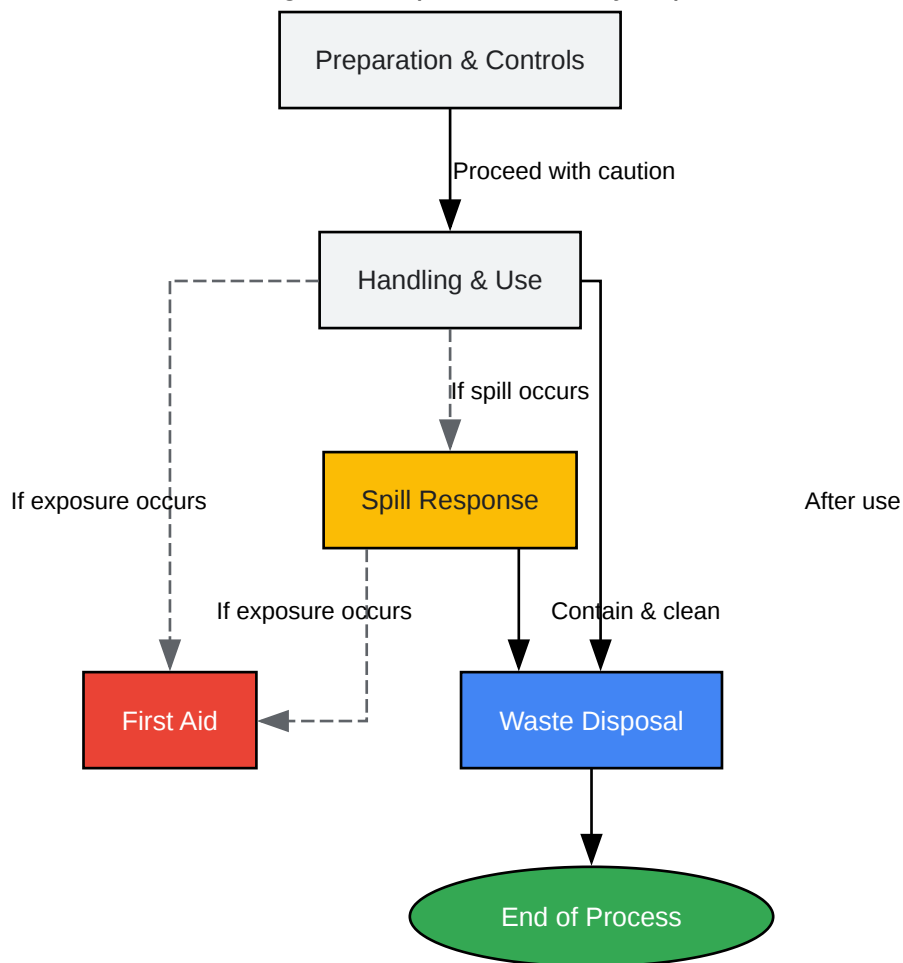 Preparation & Controls
Proceed with caution
Handling & Use
If spill occurs
If exposure occurs
Spill Response
After use
If exposure occurs
Contain & clean
First Aid
Waste Disposal
End of Process